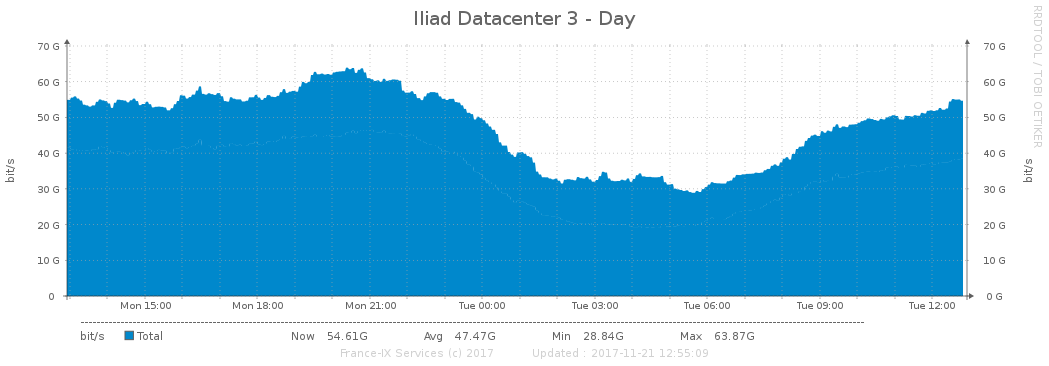 Iliad Datacenter 3 - Day
RRDTOOL / TOBI OETIKER
70 G 70 G
60 G 60 G
50 G 50 G
40 G 40 G
30 G 30 G
20 G 20 G
10 G 10 G
0 0 G
bit/s bit/s
Mon 15:00 Mon 18:00 Mon 21:00 Tue 00:00 Tue 03:00 Tue 06:00 Tue 09:00 Tue 12:00
bit/s Total Now 54.61G Avg 47.47G Min 28.84G Max 63.87G
France-IX Services (c) 2017 Updated : 2017-11-21 12:55:09